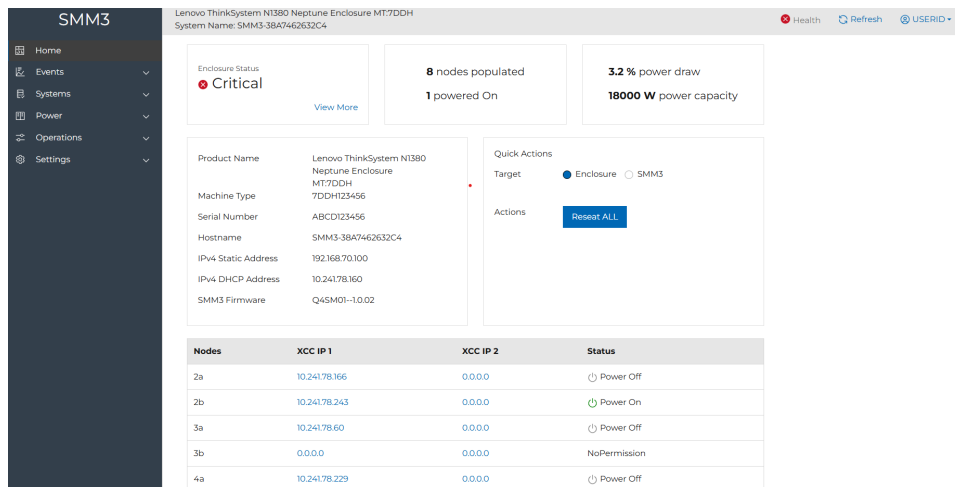 SMM3
Lenovo ThinkSystem N1380 Neptune Enclosure MT:7DDH
System Name: SMM3-38A7462632C4
Health
Refresh
USERID
Home
Events
Systems
Power
Operations
Settings
Enclosure Status
Critical
View More
8 nodes populated
1 powered On
3.2 % power draw
18000 W power capacity
Product Name Lenovo ThinkSystem N1380
Neptune Enclosure
MT:7DDH
Machine Type 7DDH123456
Serial Number ABCD123456
Hostname SMM3-38A7462632C4
IPv4 Static Address 192.168.70.100
IPv4 DHCP Address 10.241.78.160
SMM3 Firmware Q4SM01--1.0.02
Quick Actions
Target Enclosure SMM3
Actions Reseat ALL
Nodes XCC IP 1 XCC IP 2 Status
2a 10.241.78.166 0.0.0.0 Power Off
2b 10.241.78.243 0.0.0.0 Power On
3a 10.241.78.60 0.0.0.0 Power Off
3b 0.0.0.0 0.0.0.0 NoPermission
4a 10.241.78.229 0.0.0.0 Power Off